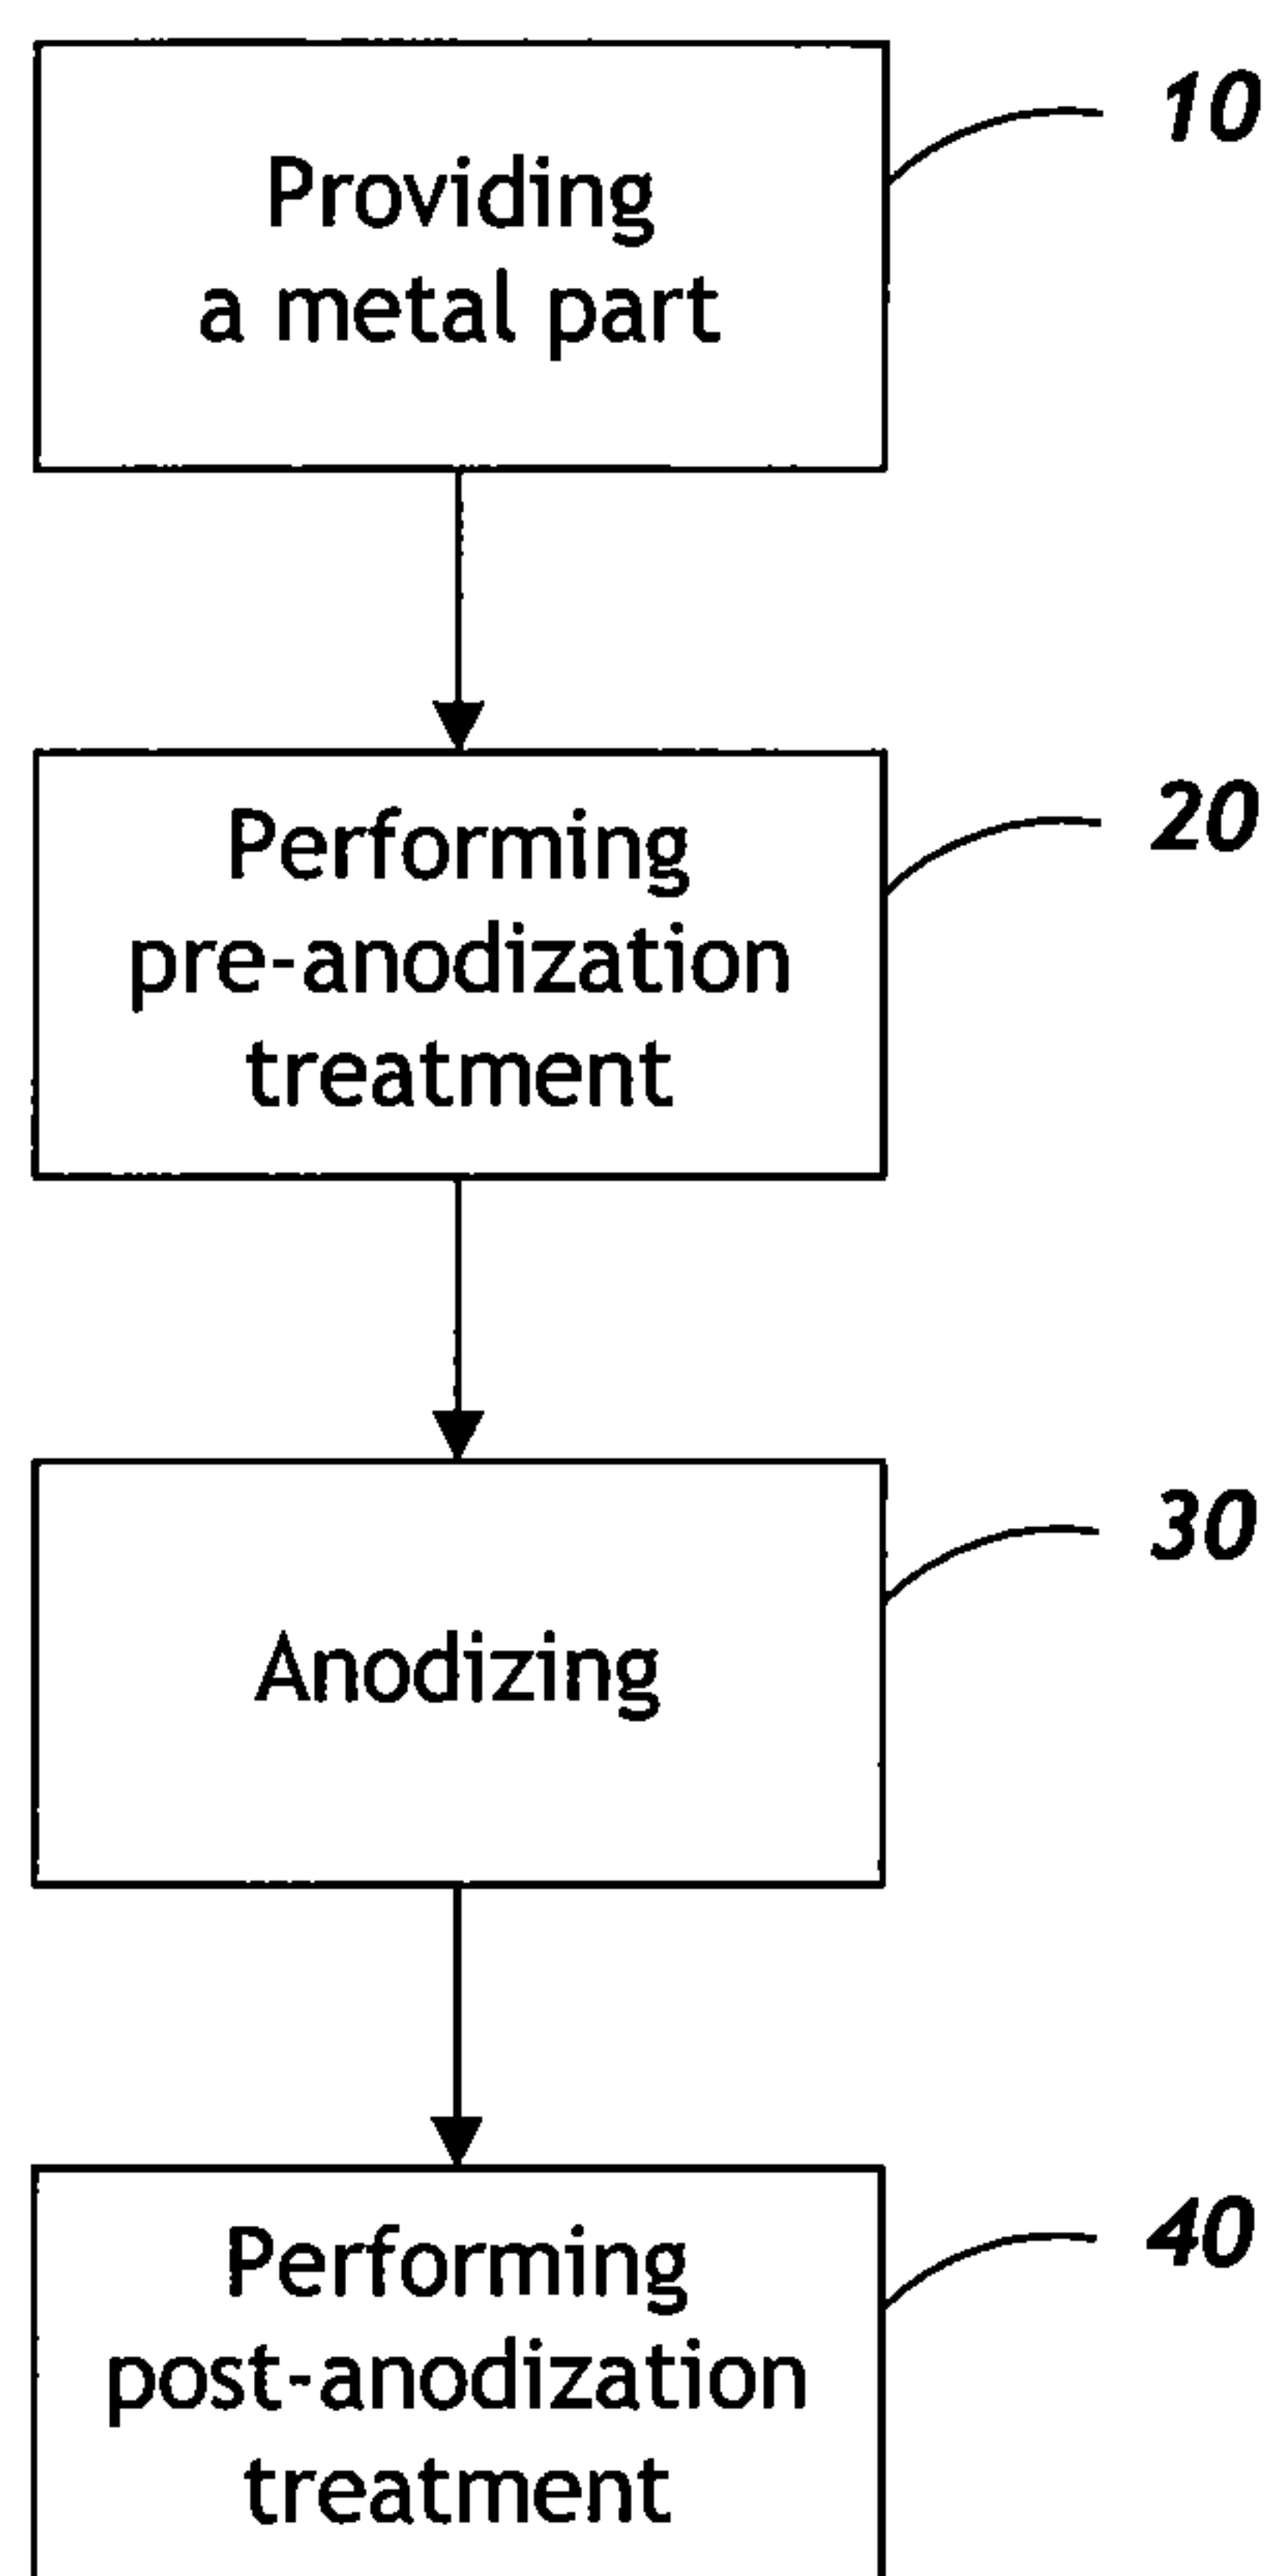 Providing
a metal part
10
Performing
pre-anodization
treatment
20
Anodizing
30
Performing
post-anodization
treatment
40